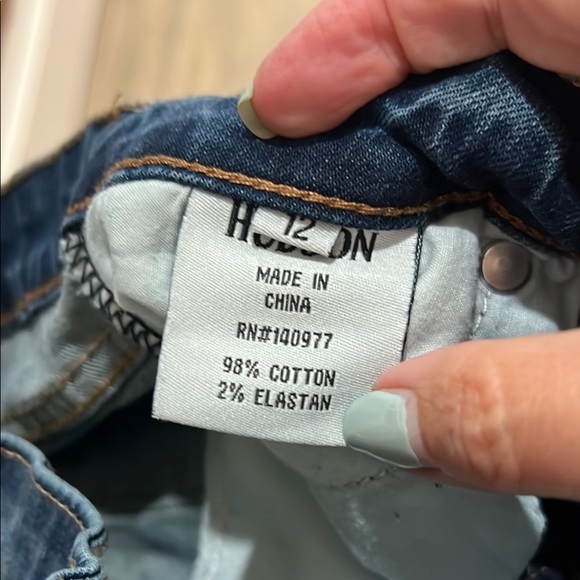 12
HUDSON
MADE IN
CHINA
RN#140977
98% COTTON
2% ELASTAN